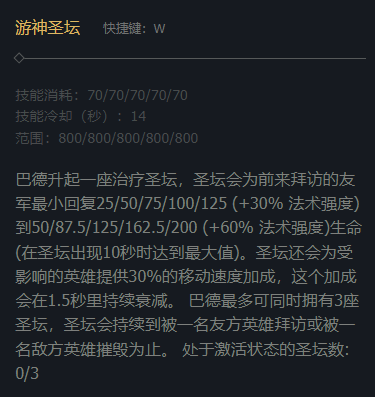 游神圣坛 快捷键：W
技能消耗：70/70/70/70/70
技能冷却（秒）：14
范围：800/800/800/800/800
巴德升起一座治疗圣坛，圣坛会为前来拜访的友
军最小回复25/50/75/100/125 (+30% 法术强度)
到50/87.5/125/162.5/200 (+60% 法术强度)生命
(在圣坛出现10秒时达到最大值)。圣坛还会为受
影响的英雄提供30%的移动速度加成，这个加成
会在1.5秒里持续衰减。 巴德最多可同时拥有3座
圣坛，圣坛会持续到被一名友方英雄拜访或被一
名敌方英雄摧毁为止。 处于激活状态的圣坛数:
0/3